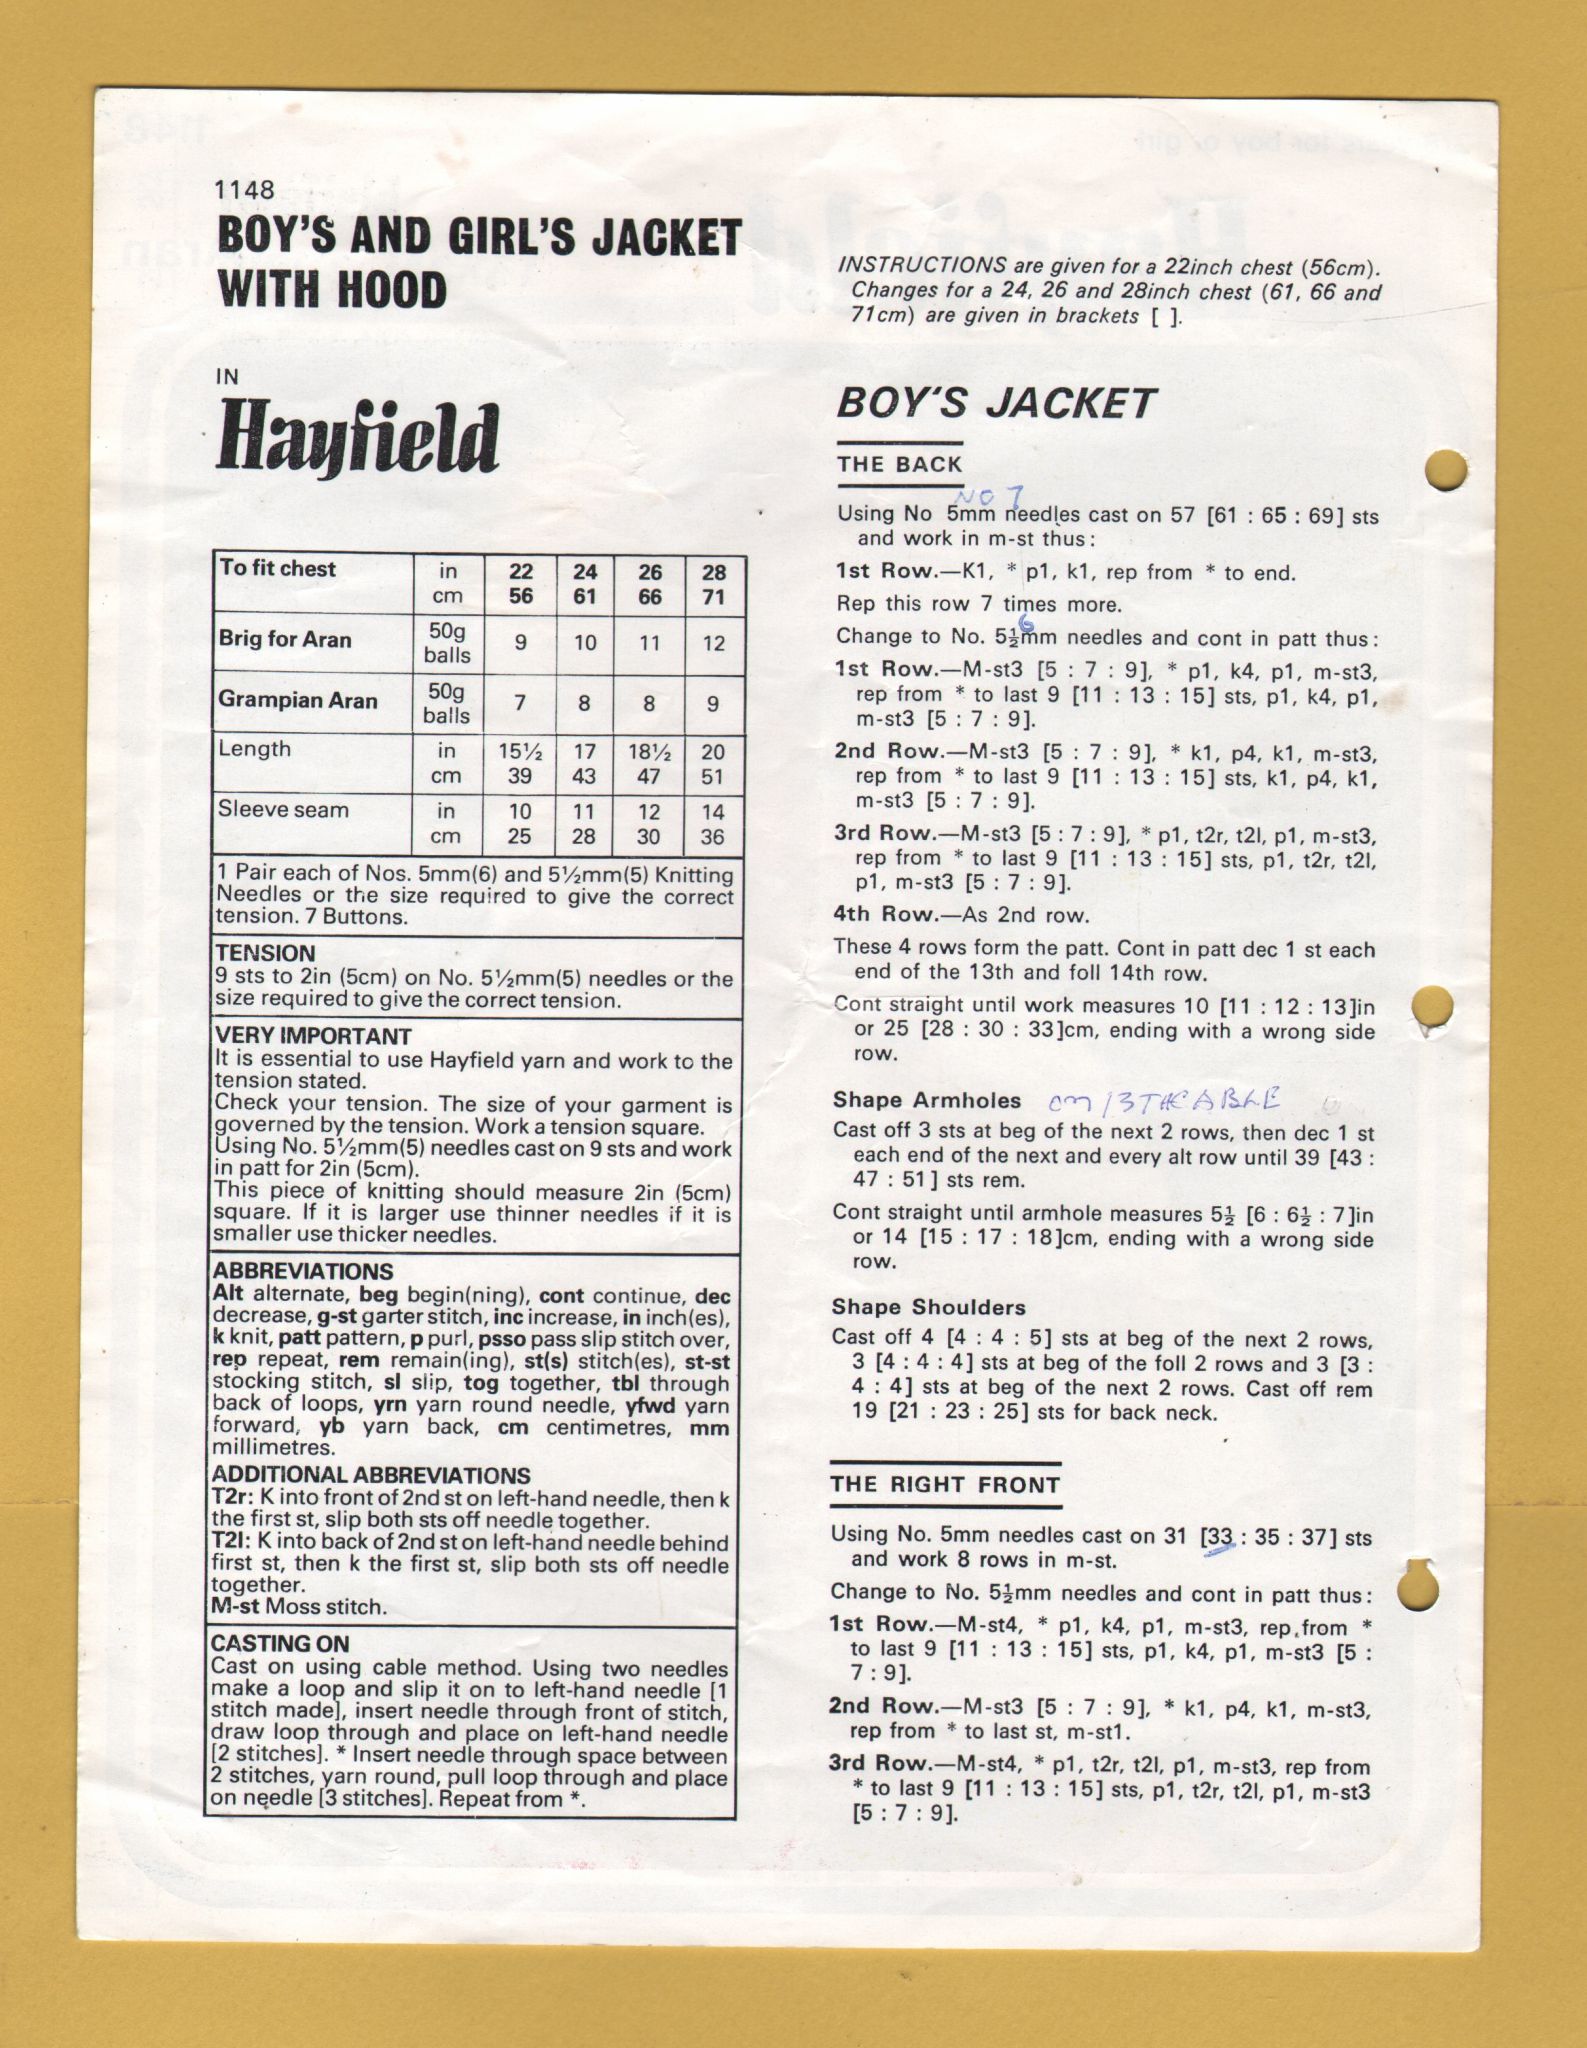 1148
BOY'S AND GIRL'S JACKET
WITH HOOD
IN
Hayfield
To fit chest in 22 24 26 28
cm 56 61 66 71
Brig for Aran 50g balls 9 10 11 12
Grampian Aran 50g balls 7 8 8 9
Length in 15½ 17 18½ 20
cm 39 43 47 51
Sleeve seam in 10 11 12 14
cm 25 28 30 36
1 Pair each of Nos. 5mm(6) and 5½mm(5) Knitting
Needles or the size required to give the correct
tension. 7 Buttons.
TENSION
9 sts to 2in (5cm) on No. 5½mm(5) needles or the
size required to give the correct tension.
VERY IMPORTANT
It is essential to use Hayfield yarn and work to the
tension stated.
Check your tension. The size of your garment is
governed by the tension. Work a tension square.
Using No. 5½mm(5) needles cast on 9 sts and work
in patt for 2in (5cm).
This piece of knitting should measure 2in (5cm)
square. If it is larger use thinner needles if it is
smaller use thicker needles.
ABBREVIATIONS
Alt alternate, beg begin(ning), cont continue, dec
decrease, g-st garter stitch, inc increase, in inch(es),
k knit, patt pattern, p purl, psso pass slip stitch over,
rep repeat, rem remain(ing), st(s) stitch(es), st-st
stocking stitch, sl slip, tog together, tbl through
back of loops, yrn yarn round needle, yfwd yarn
forward, yb yarn back, cm centimetres, mm
millimetres.
ADDITIONAL ABBREVIATIONS
T2r: K into front of 2nd st on left-hand needle, then k
the first st, slip both sts off needle together.
T2l: K into back of 2nd st on left-hand needle behind
first st, then k the first st, slip both sts off needle
together.
M-st Moss stitch.
CASTING ON
Cast on using cable method. Using two needles
make a loop and slip it on to left-hand needle [1
stitch made], insert needle through front of stitch,
draw loop through and place on left-hand needle
[2 stitches]. * Insert needle through space between
2 stitches, yarn round, pull loop through and place
on needle [3 stitches]. Repeat from *.
INSTRUCTIONS are given for a 22inch chest (56cm).
Changes for a 24, 26 and 28inch chest (61, 66 and
71cm) are given in brackets [ ].
BOY'S JACKET
THE BACK
NO 7
Using No 5mm needles cast on 57 [61 : 65 : 69] sts
and work in m-st thus :
1st Row.—K1, * p1, k1, rep from * to end.
Rep this row 7 times more.
6
Change to No. 5½mm needles and cont in patt thus :
1st Row.—M-st3 [5 : 7 : 9], * p1, k4, p1, m-st3,
rep from * to last 9 [11 : 13 : 15] sts, p1, k4, p1,
m-st3 [5 : 7 : 9].
2nd Row.—M-st3 [5 : 7 : 9], * k1, p4, k1, m-st3,
rep from * to last 9 [11 : 13 : 15] sts, k1, p4, k1,
m-st3 [5 : 7 : 9].
3rd Row.—M-st3 [5 : 7 : 9], * p1, t2r, t2l, p1, m-st3,
rep from * to last 9 [11 : 13 : 15] sts, p1, t2r, t2l,
p1, m-st3 [5 : 7 : 9].
4th Row.—As 2nd row.
These 4 rows form the patt. Cont in patt dec 1 st each
end of the 13th and foll 14th row.
Cont straight until work measures 10 [11 : 12 : 13]in
or 25 [28 : 30 : 33]cm, ending with a wrong side
row.
Shape Armholes on 13TH CABLE
Cast off 3 sts at beg of the next 2 rows, then dec 1 st
each end of the next and every alt row until 39 [43 :
47 : 51] sts rem.
Cont straight until armhole measures 5½ [6 : 6½ : 7]in
or 14 [15 : 17 : 18]cm, ending with a wrong side
row.
Shape Shoulders
Cast off 4 [4 : 4 : 5] sts at beg of the next 2 rows,
3 [4 : 4 : 4] sts at beg of the foll 2 rows and 3 [3 :
4 : 4] sts at beg of the next 2 rows. Cast off rem
19 [21 : 23 : 25] sts for back neck.
THE RIGHT FRONT
Using No. 5mm needles cast on 31 [33 : 35 : 37] sts
and work 8 rows in m-st.
Change to No. 5½mm needles and cont in patt thus :
1st Row.—M-st4, * p1, k4, p1, m-st3, rep from *
to last 9 [11 : 13 : 15] sts, p1, k4, p1, m-st3 [5 :
7 : 9].
2nd Row.—M-st3 [5 : 7 : 9], * k1, p4, k1, m-st3,
rep from * to last st, m-st1.
3rd Row.—M-st4, * p1, t2r, t2l, p1, m-st3, rep from
* to last 9 [11 : 13 : 15] sts, p1, t2r, t2l, p1, m-st3
[5 : 7 : 9].